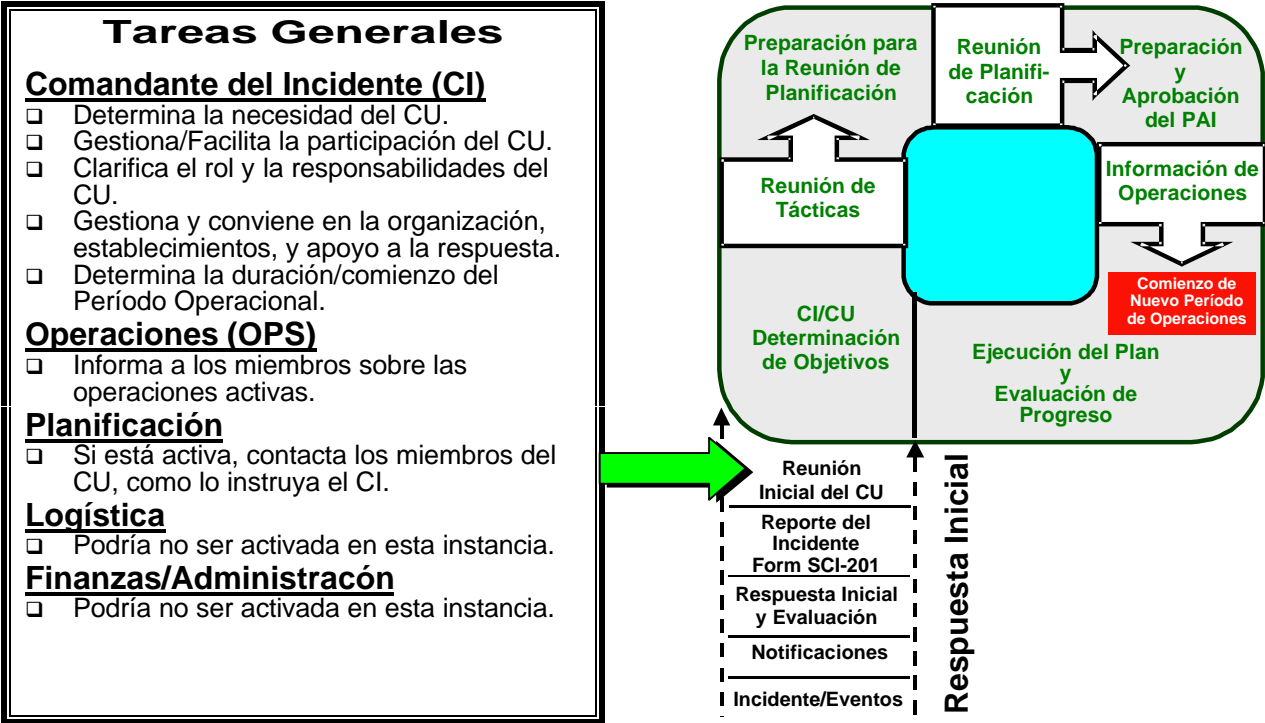 Tareas Generales
Comandante del Incidente (CI)
❑ Determina la necesidad del CU.
❑ Gestiona/Facilita la participación del CU.
❑ Clarifica el rol y la responsabilidades del
CU.
❑ Gestiona y conviene en la organización,
establecimientos, y apoyo a la respuesta.
❑ Determina la duración/comienzo del
Período Operacional.
Operaciones (OPS)
❑ Informa a los miembros sobre las
operaciones activas.
Planificación
❑ Si está activa, contacta los miembros del
CU, como lo instruya el CI.
Logística
❑ Podría no ser activada en esta instancia.
Finanzas/Administracón
❑ Podría no ser activada en esta instancia.
Preparación para
la Reunión de
Planificación
Reunión
de Planifi-
cación
Preparación
y
Aprobación
del PAI
Reunión de
Tácticas
Información de
Operaciones
Comienzo de
Nuevo Período
de Operaciones
CI/CU
Determinación
de Objetivos
Ejecución del Plan
y
Evaluación de
Progreso
Reunión
Inicial del CU
Reporte del
Incidente
Form SCI-201
Respuesta Inicial
y Evaluación
Notificaciones
Incidente/Eventos
Respuesta Inicial